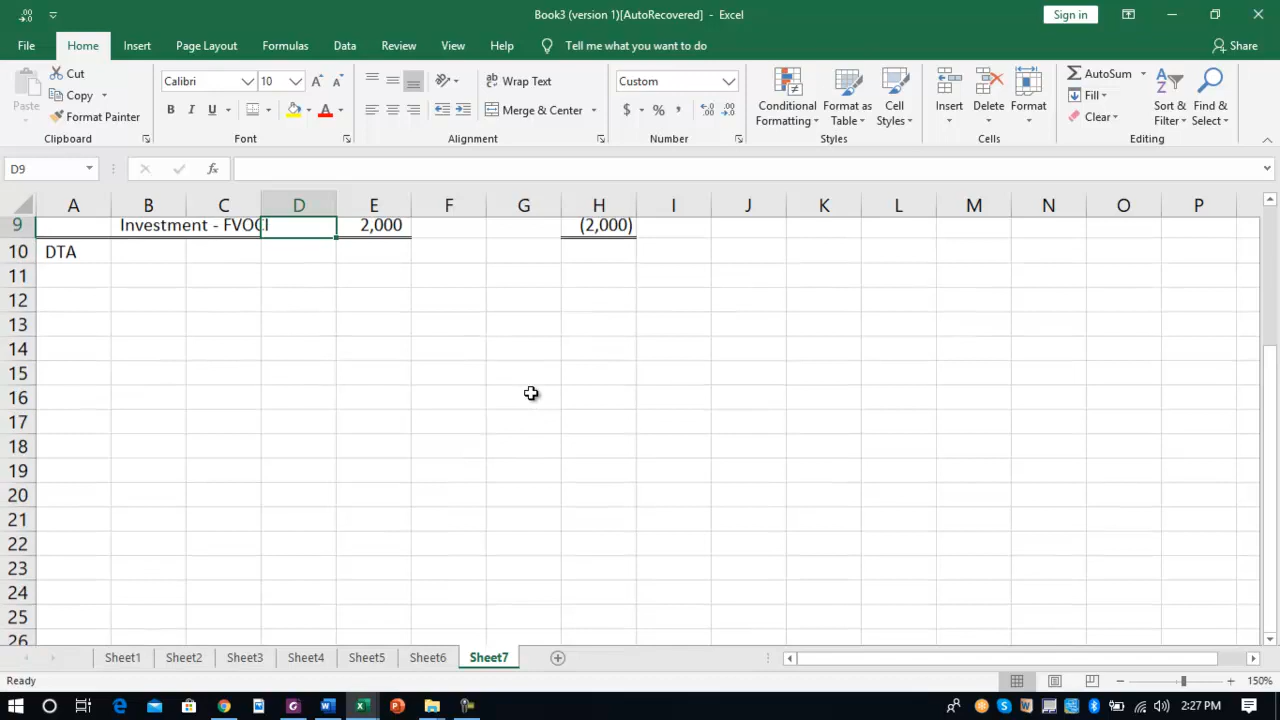 Book3 (version 1)[AutoRecovered] - Excel
Sign in
File Home Insert Page Layout Formulas Data Review View Help Tell me what you want to do Share
Paste Cut Copy Format Painter Clipboard
Calibri 10 B I U Font
Wrap Text Merge & Center Alignment
Custom $ % , Number
Conditional Formatting Format as Table Cell Styles Styles
Insert Delete Format Cells
AutoSum Fill Clear Sort & Filter Find & Select Editing
D9 fx
A B C D E F G H I J K L M N O P
9 Investment - FVOCI 2,000 (2,000)
10 DTA
11
12
13
14
15
16
17
18
19
20
21
22
23
24
25
26
Sheet1 Sheet2 Sheet3 Sheet4 Sheet5 Sheet6 Sheet7
Ready 150%
2:27 PM